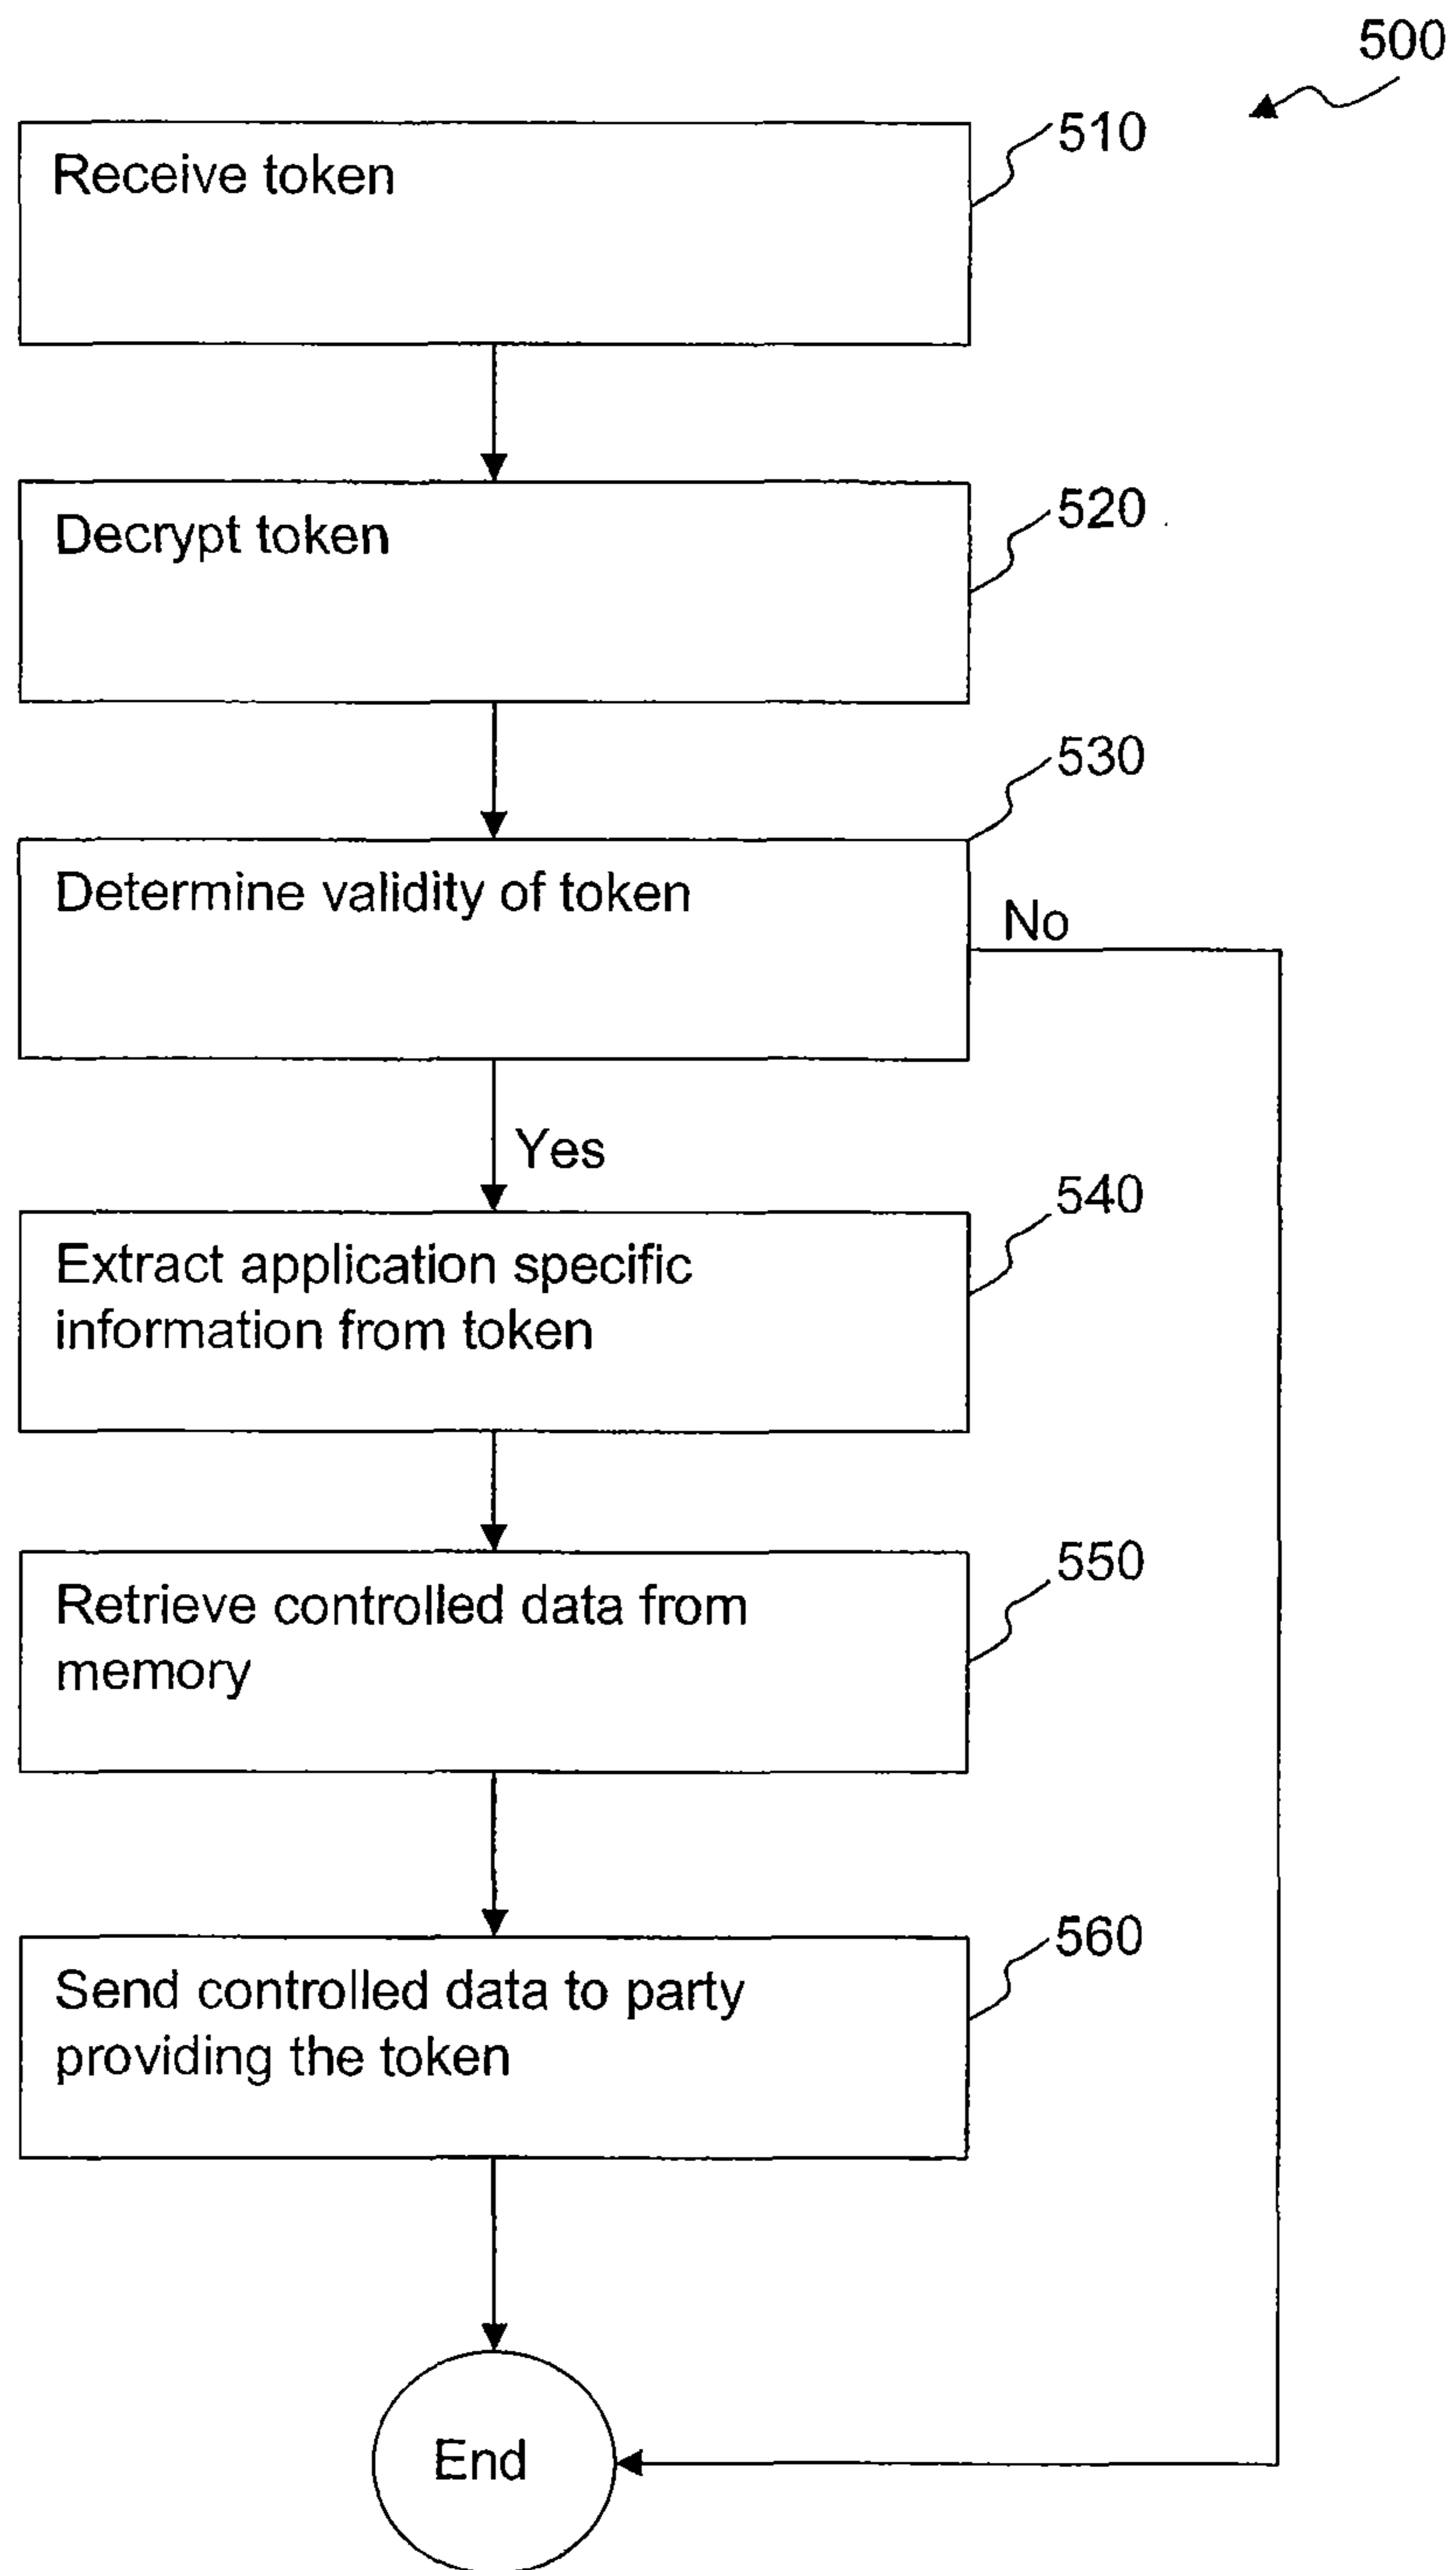 500
Receive token
510
Decrypt token
520
Determine validity of token
530
No
Yes
Extract application specific
information from token
540
Retrieve controlled data from
memory
550
Send controlled data to party
providing the token
560
End